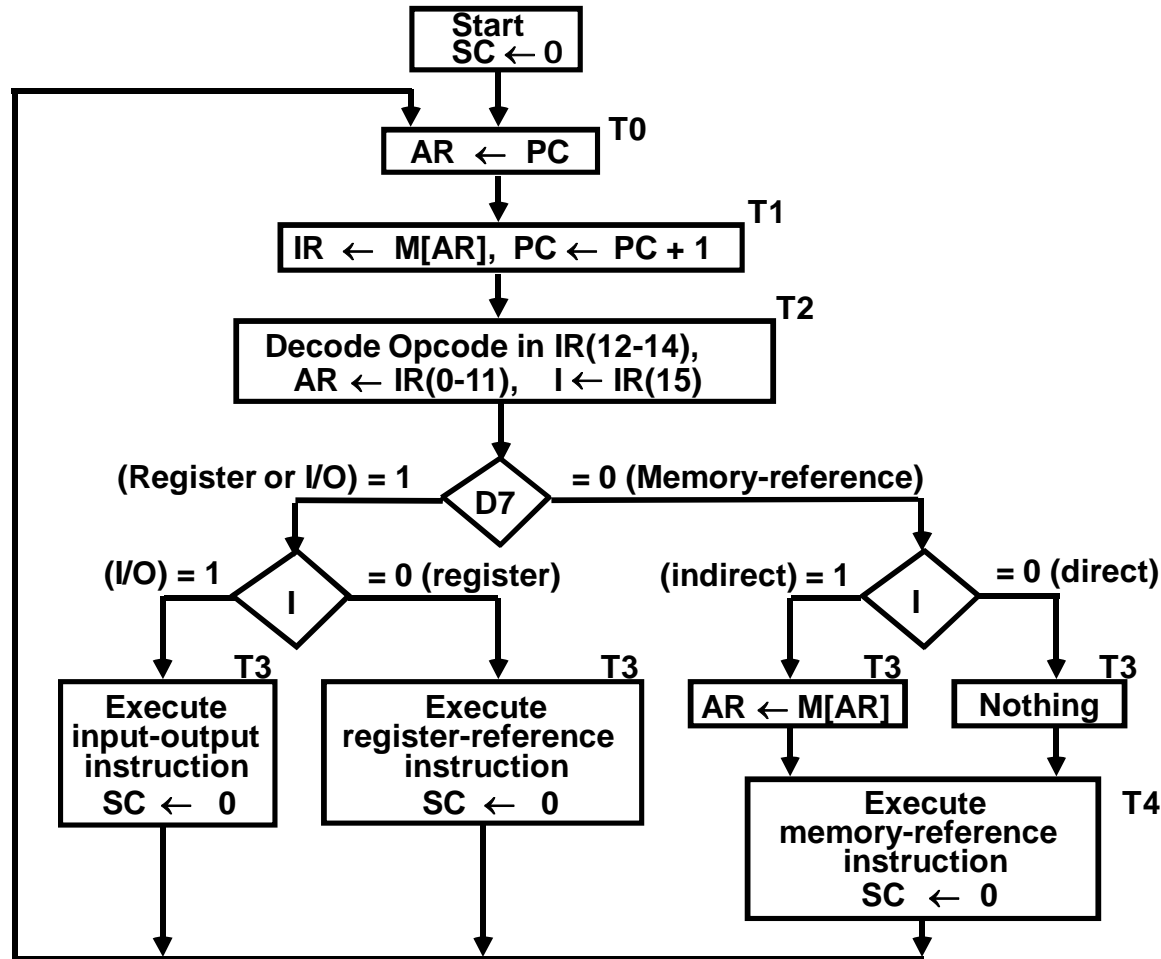 Start
SC ← 0
T0
AR ← PC
T1
IR ← M[AR], PC ← PC + 1
T2
Decode Opcode in IR(12-14),
AR ← IR(0-11), I ← IR(15)
(Register or I/O) = 1
D7
= 0 (Memory-reference)
(I/O) = 1
I
= 0 (register)
(indirect) = 1
I
= 0 (direct)
T3
Execute
input-output
instruction
SC ← 0
T3
Execute
register-reference
instruction
SC ← 0
T3
AR ← M[AR]
T3
Nothing
Execute
memory-reference
instruction
SC ← 0
T4